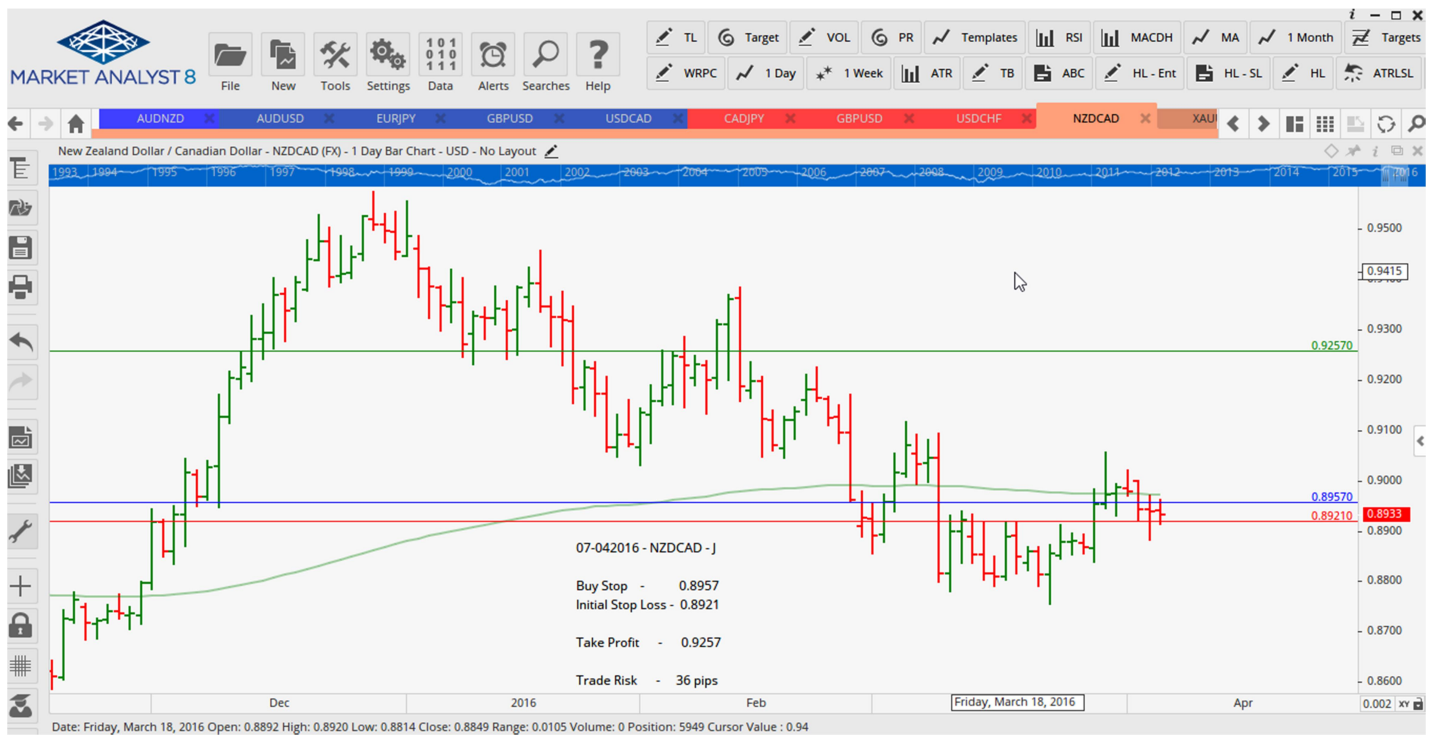 i
TL Target VOL PR Templates RSI MACDH MA 1 Month Targets
MARKET ANALYST 8
101
010
111
File New Tools Settings Data Alerts Searches Help
WRPC 1 Day 1 Week ATR TB ABC HL - Ent HL - SL HL ATRLSL
AUDNZD AUDUSD EURJPY GBPUSD USDCAD CADJPY GBPUSD USDCHF NZDCAD XAU
New Zealand Dollar / Canadian Dollar - NZDCAD (FX) - 1 Day Bar Chart - USD - No Layout
1993 1994 1995 1996 1997 1998 1999 2000 2001 2002 2003 2004 2005 2006 2007 2008 2009 2010 2011 2012 2013 2014 2015 2016
0.9500
0.9415
0.9300
0.92570
0.9200
0.9100
0.9000
0.89570
0.89210
0.8933
0.8900
0.8800
0.8700
0.8600
07-042016 - NZDCAD - J
Buy Stop - 0.8957
Initial Stop Loss - 0.8921
Take Profit - 0.9257
Trade Risk - 36 pips
Dec 2016 Feb Friday, March 18, 2016 Apr 0.002 XY
Date: Friday, March 18, 2016 Open: 0.8892 High: 0.8920 Low: 0.8814 Close: 0.8849 Range: 0.0105 Volume: 0 Position: 5949 Cursor Value : 0.94